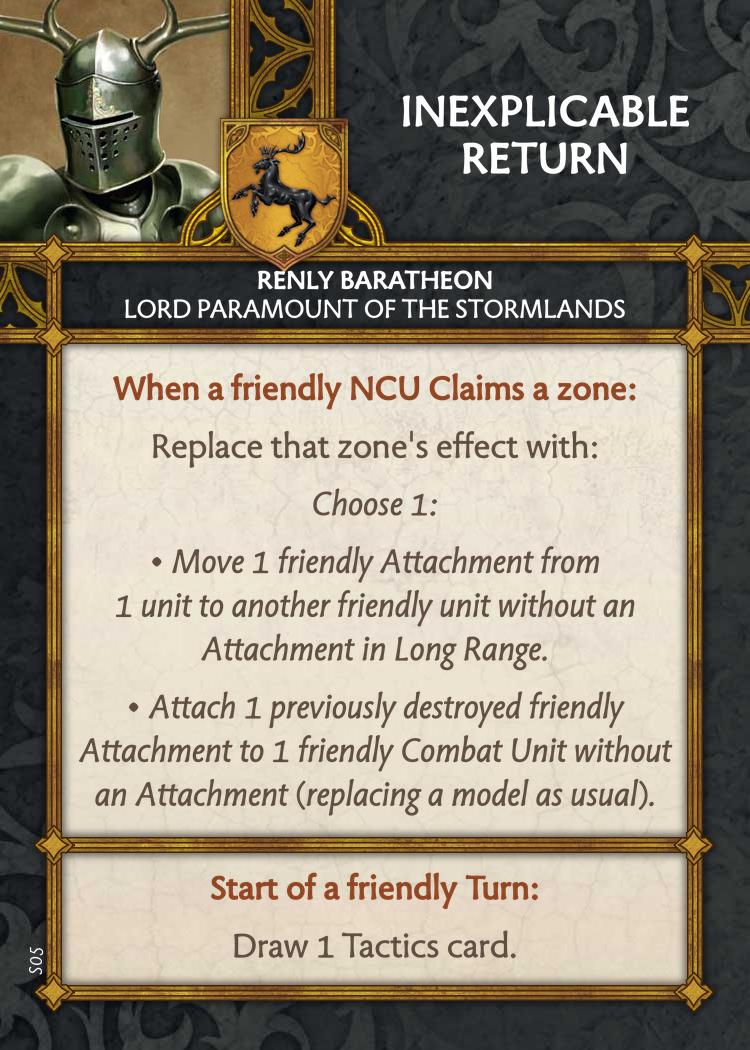 INEXPLICABLE
RETURN
RENLY BARATHEON
LORD PARAMOUNT OF THE STORMLANDS
When a friendly NCU Claims a zone:
Replace that zone's effect with:
Choose 1:
• Move 1 friendly Attachment from
1 unit to another friendly unit without an
Attachment in Long Range.
• Attach 1 previously destroyed friendly
Attachment to 1 friendly Combat Unit without
an Attachment (replacing a model as usual).
Start of a friendly Turn:
Draw 1 Tactics card.
S05